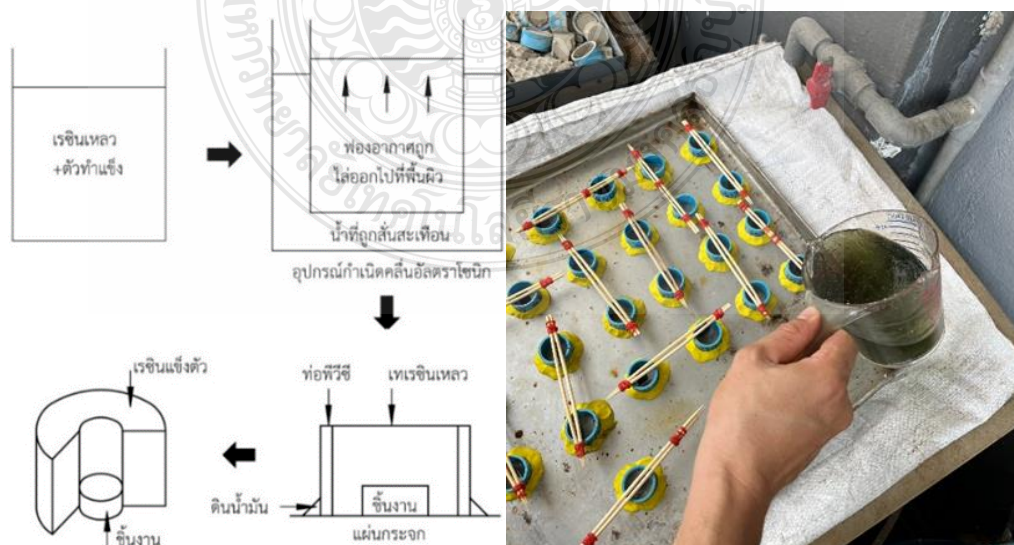 เรซินเหลว
+ตัวทำแข็ง
ฟองอากาศถูก
ไล่ออกไปที่พื้นผิว
น้ำที่ถูกสั่นสะเทือน
อุปกรณ์กำเนิดคลื่นอัลตราโซนิก
เรซินแข็งตัว
ชิ้นงาน
ท่อพีวีซี
เทเรซินเหลว
ดินน้ำมัน
ชิ้นงาน
แผ่นกระจก